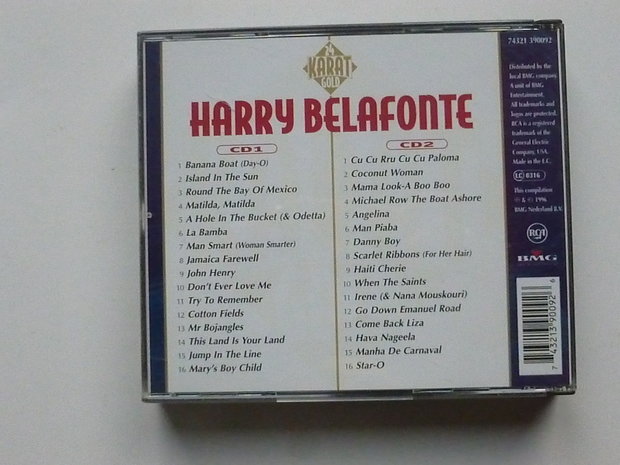 24
KARAT
GOLD
HARRY BELAFONTE
CD1
1 Banana Boat (Day-O)
2 Island In The Sun
3 Round The Bay Of Mexico
4 Matilda, Matilda
5 A Hole In The Bucket (& Odetta)
6 La Bamba
7 Man Smart (Woman Smarter)
8 Jamaica Farewell
9 John Henry
10 Don't Ever Love Me
11 Try To Remember
12 Cotton Fields
13 Mr Bojangles
14 This Land Is Your Land
15 Jump In The Line
16 Mary's Boy Child
CD2
1 Cu Cu Rru Cu Cu Paloma
2 Coconut Woman
3 Mama Look-A Boo Boo
4 Michael Row The Boat Ashore
5 Angelina
6 Man Piaba
7 Danny Boy
8 Scarlet Ribbons (For Her Hair)
9 Haiti Cherie
10 When The Saints
11 Irene (& Nana Mouskouri)
12 Go Down Emanuel Road
13 Come Back Liza
14 Hava Nageela
15 Manha De Carnaval
16 Star-O
74321 390092
Distributed by the
local BMG company.
A unit of BMG
Entertainment.
All trademarks and
logos are protected.
RCA is a registered
trademark of the
General Electric
Company, USA.
Made in the E.C.
LC 0316
This compilation
℗ & © 1996
BMG Nederland B.V.
RCA
BMG
7 43213 90092 6